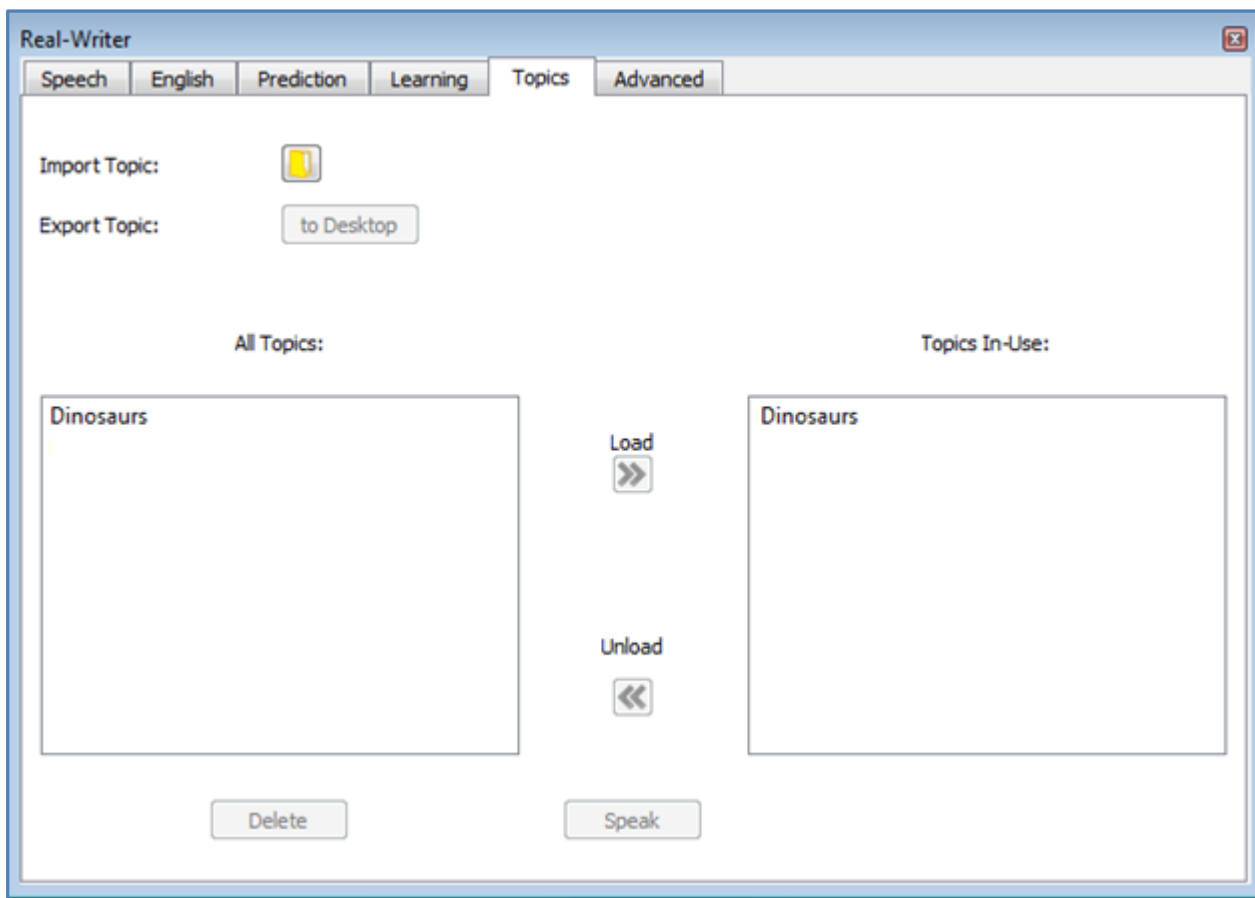 Real-Writer
Speech English Prediction Learning Topics Advanced
Import Topic:
Export Topic: to Desktop
All Topics: Topics In-Use:
Dinosaurs Dinosaurs
Load
Unload
Delete Speak